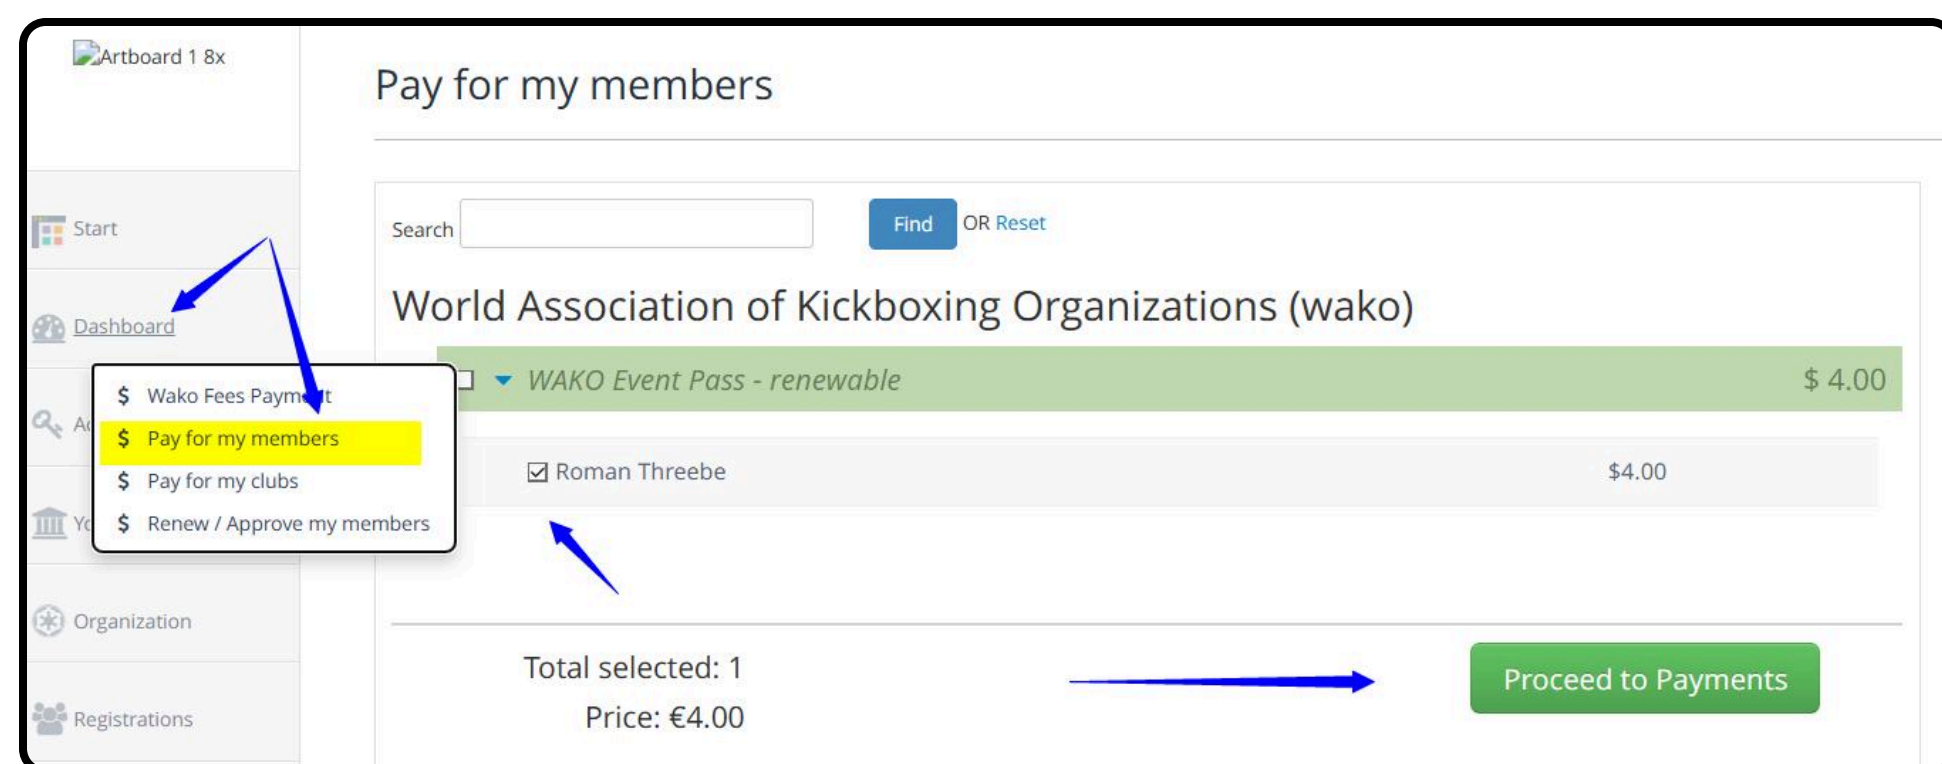 Artboard 1 8x
Pay for my members
Start
Search
Find OR Reset
World Association of Kickboxing Organizations (wako)
Dashboard
WAKO Event Pass - renewable $ 4.00
$ Wako Fees Payment
$ Pay for my members
$ Pay for my clubs
$ Renew / Approve my members
Roman Threebe $4.00
Organization
Total selected: 1
Price: €4.00
Proceed to Payments
Registrations